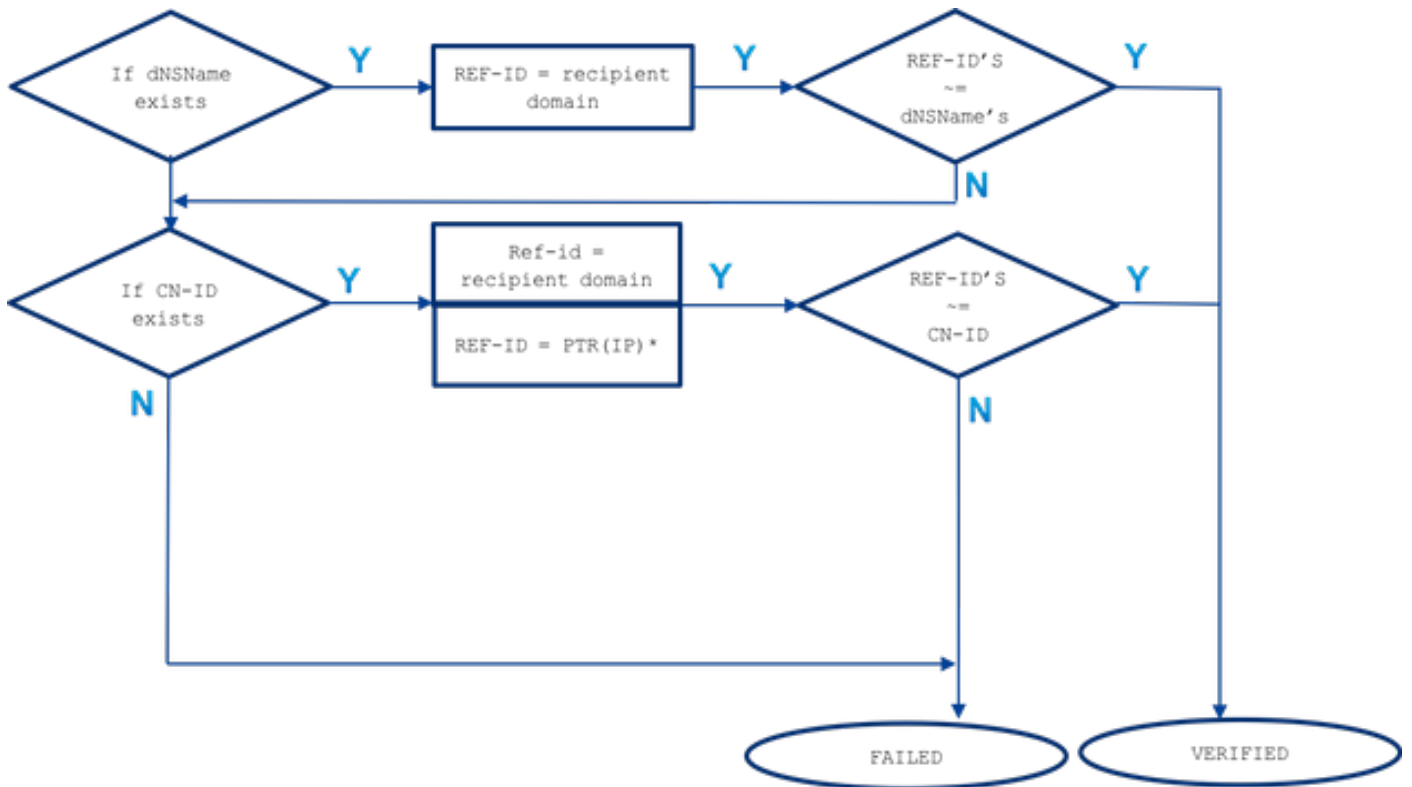 If dNSName
exists
Y
REF-ID = recipient
domain
Y
REF-ID'S
~=
dNSName's
Y
N
If CN-ID
exists
Y
Ref-id =
recipient domain
REF-ID = PTR(IP)*
Y
REF-ID'S
~=
CN-ID
Y
N
N
FAILED
VERIFIED